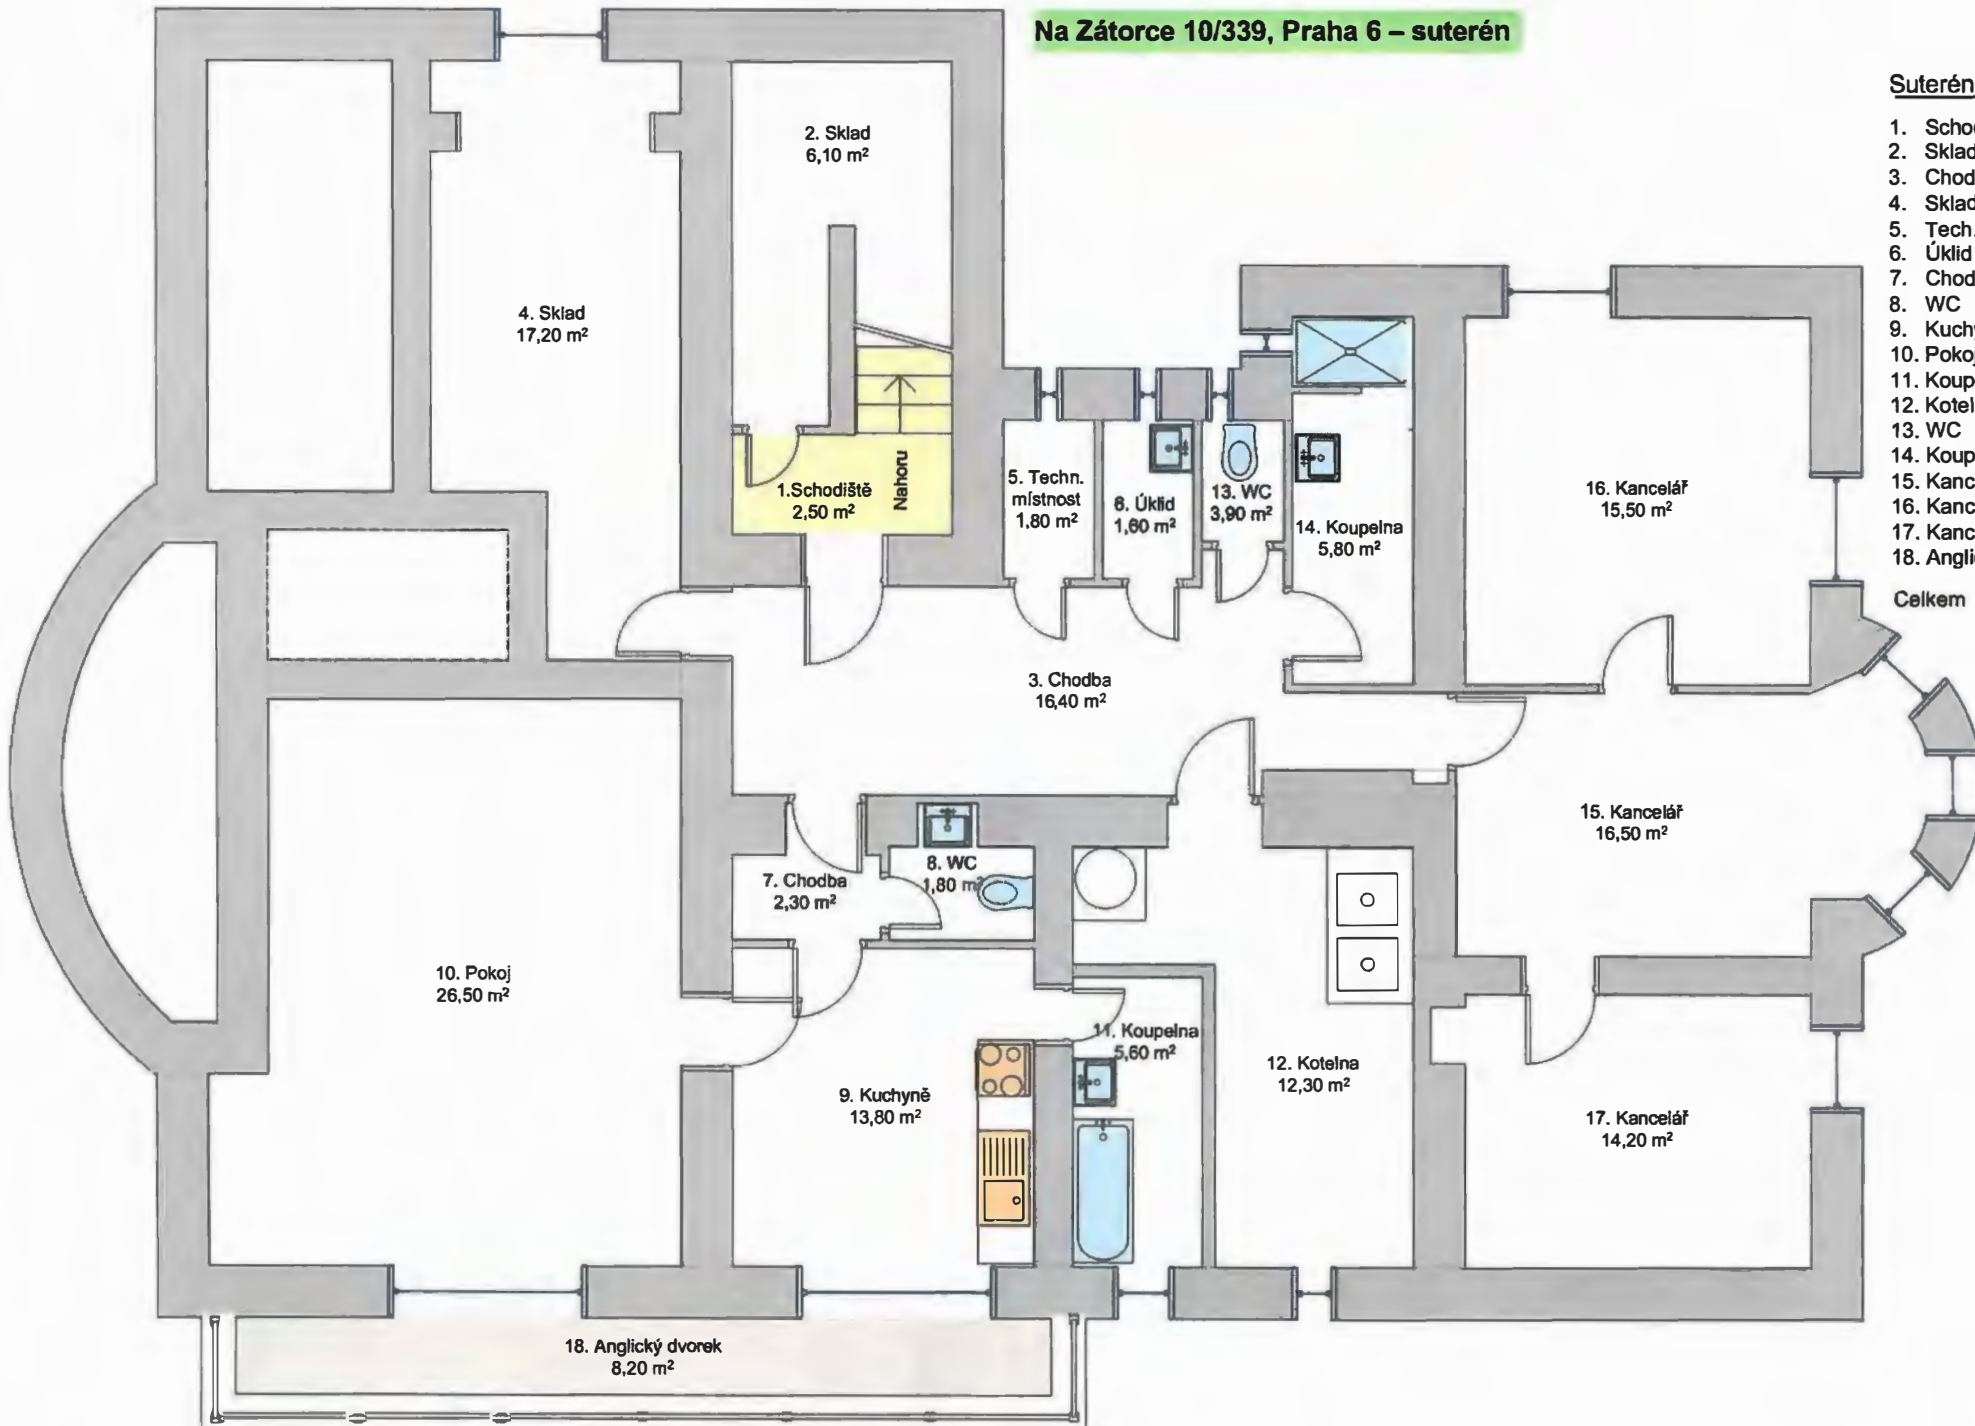 Na Zátorce 10/339, Praha 6 – suterén
Suterén
1. Scho
2. Sklad
3. Chod
4. Sklad
5. Tech.
6. Úklid
7. Chod
8. WC
9. Kuch
10. Pokoj
11. Koup
12. Kotel
13. WC
14. Koup
15. Kanc
16. Kanc
17. Kanc
18. Angli
Celkem
2. Sklad
6,10 m²
4. Sklad
17,20 m²
1.Schodiště
2,50 m²
Nahoru
5. Techn.
místnost
1,80 m²
6. Úklid
1,60 m²
13. WC
3,90 m²
14. Koupelna
5,80 m²
16. Kancelář
15,50 m²
3. Chodba
16,40 m²
15. Kancelář
16,50 m²
7. Chodba
2,30 m²
8. WC
1,80 m²
10. Pokoj
26,50 m²
11. Koupelna
5,60 m²
12. Kotelna
12,30 m²
9. Kuchyně
13,80 m²
17. Kancelář
14,20 m²
18. Anglický dvorek
8,20 m²